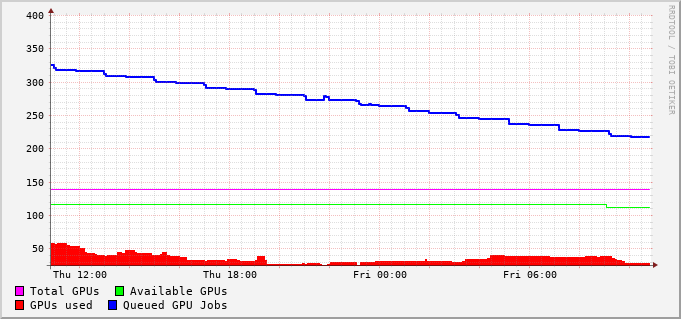 400
350
300
250
200
150
100
50
Thu 12:00 Thu 18:00 Fri 00:00 Fri 06:00
Total GPUs Available GPUs
GPUs used Queued GPU Jobs
RRDTOOL / TOBI OETIKER